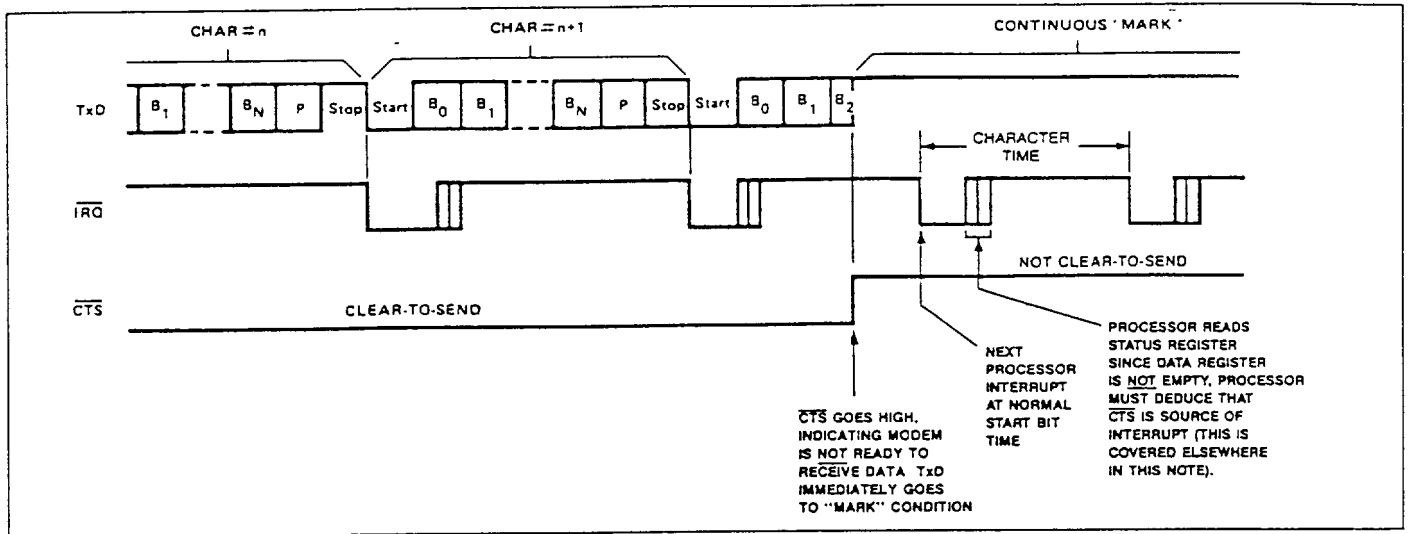 CHAR≠n
CHAR≠n+1
CONTINUOUS 'MARK'
TxD
B1
BN
P
Stop
Start
B0
B1
BN
P
Stop
Start
B0
B1
B2
CHARACTER
TIME
IRQ
NOT CLEAR-TO-SEND
CTS
CLEAR-TO-SEND
CTS GOES HIGH,
INDICATING MODEM
IS NOT READY TO
RECEIVE DATA TxD
IMMEDIATELY GOES
TO "MARK" CONDITION
NEXT
PROCESSOR
INTERRUPT
AT NORMAL
START BIT
TIME
PROCESSOR READS
STATUS REGISTER
SINCE DATA REGISTER
IS NOT EMPTY, PROCESSOR
MUST DEDUCE THAT
CTS IS SOURCE OF
INTERRUPT (THIS IS
COVERED ELSEWHERE
IN THIS NOTE).